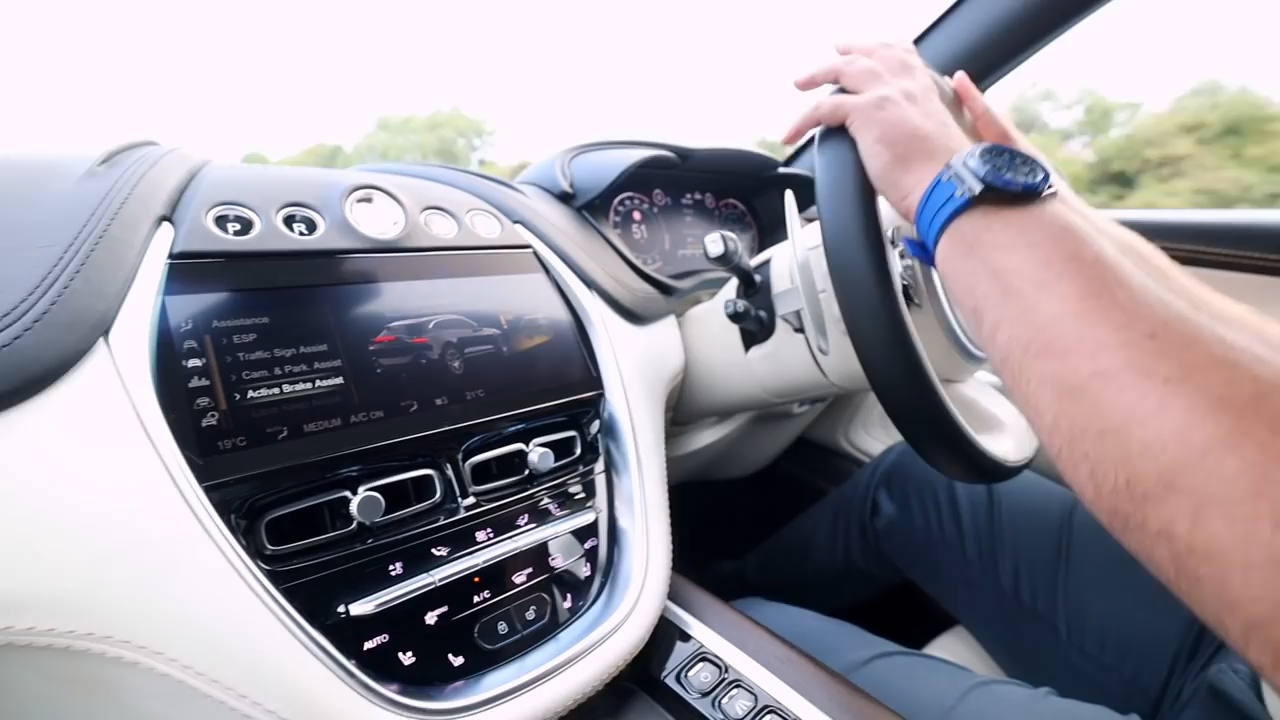 P R
51
Assistance
> ESP
> Traffic Sign Assist
> Cam. & Park. Assist
> Active Brake Assist
19°C MEDIUM A/C ON 21°C
A/C
AUTO